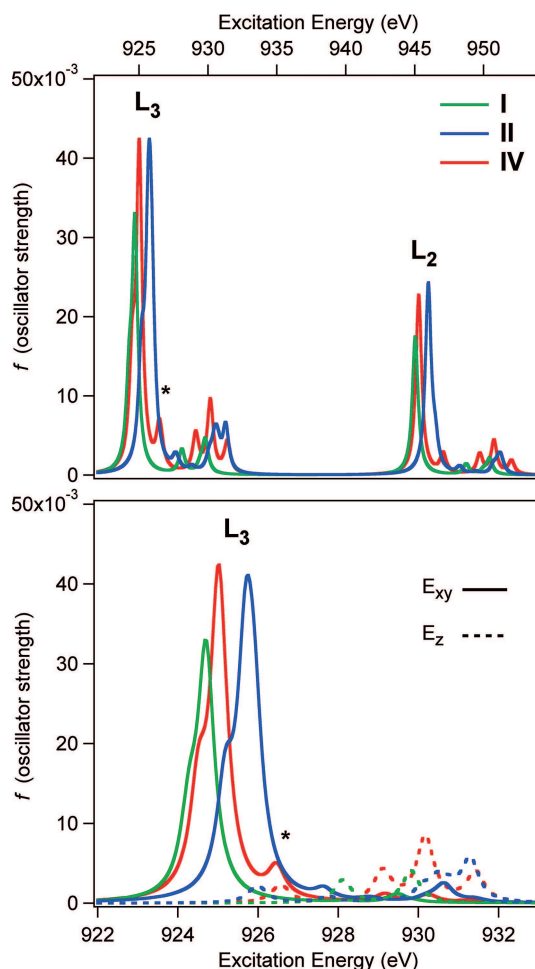 Excitation Energy (eV)
925 930 935 940 945 950
50x10⁻³
40
30
20
10
0
f (oscillator strength)
L₃
I
II
IV
L₂
*
50x10⁻³
40
30
20
10
0
f (oscillator strength)
L₃
Exy
Ez
*
922 924 926 928 930 932
Excitation Energy (eV)